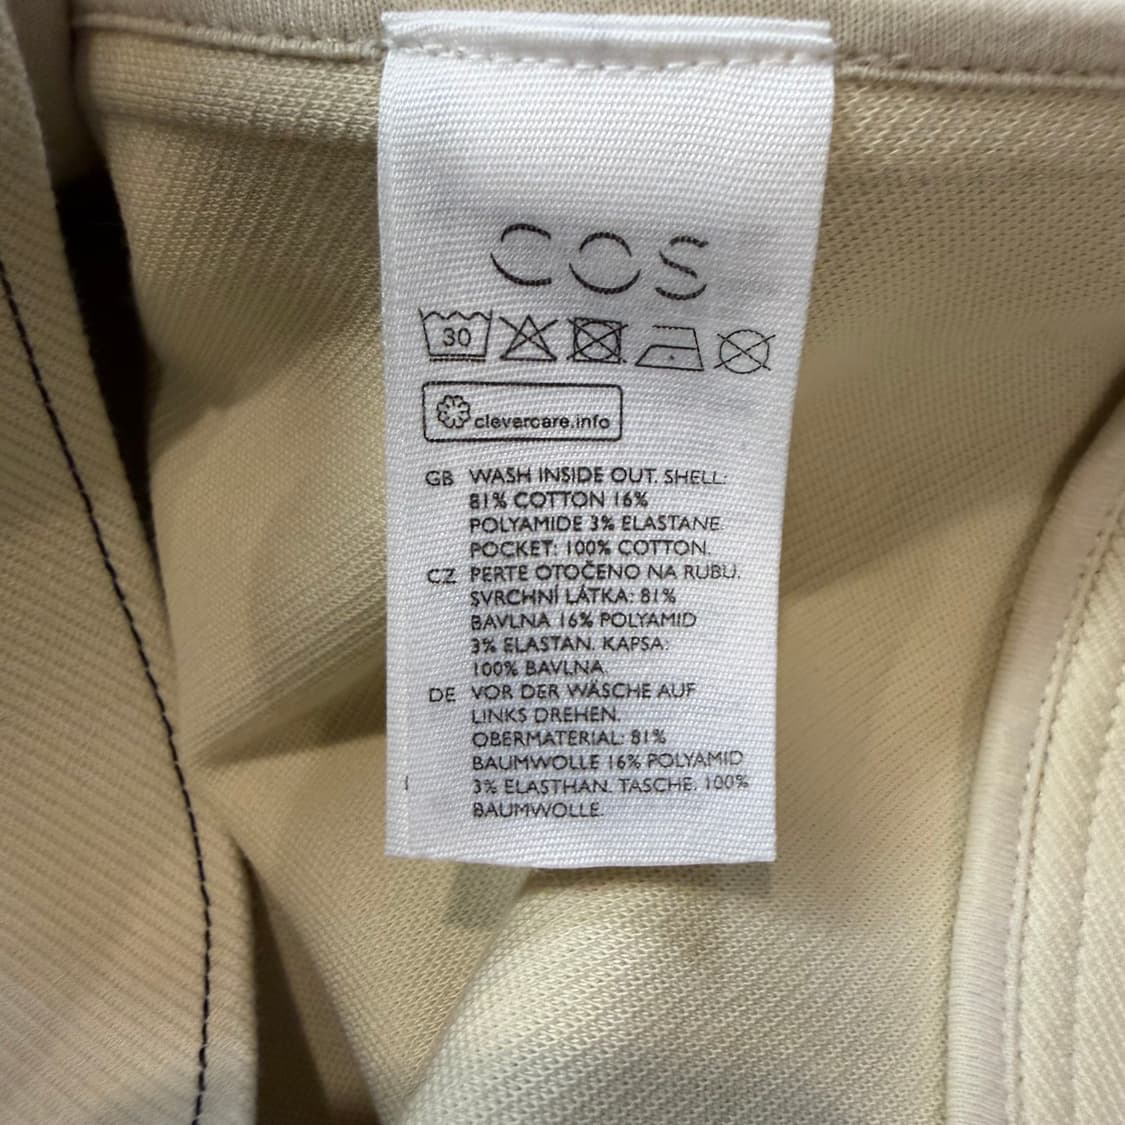 COS
30
clevercare.info
GB WASH INSIDE OUT. SHELL:
81% COTTON 16%
POLYAMIDE 3% ELASTANE.
POCKET: 100% COTTON.
CZ PERTE OTOČENO NA RUBU.
SVRCHNÍ LÁTKA: 81%
BAVLNA 16% POLYAMID
3% ELASTAN. KAPSA:
100% BAVLNA.
DE VOR DER WÄSCHE AUF
LINKS DREHEN.
OBERMATERIAL: 81%
BAUMWOLLE 16% POLYAMID
3% ELASTHAN. TASCHE: 100%
BAUMWOLLE.